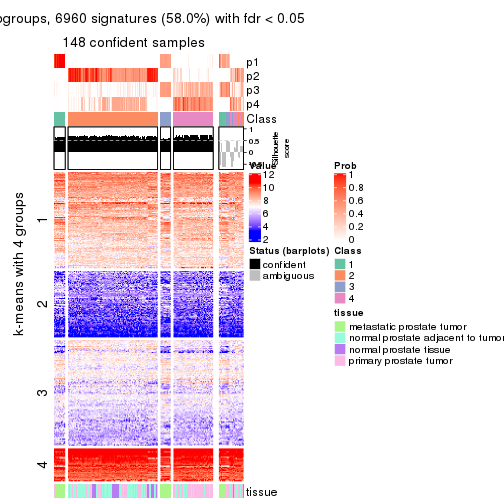 ogroups, 6960 signatures (58.0%) with fdr < 0.05
148 confident samples
p1
p2
p3
p4
Class
1
0.5
0
Silhouette
score
k-means with 4 groups
1
2
3
4
Value
12
10
8
6
4
2
Prob
1
0.8
0.6
0.4
0.2
0
Status (barplots)
confident
ambiguous
Class
1
2
3
4
tissue
metastatic prostate tumor
normal prostate adjacent to tumor
normal prostate tissue
primary prostate tumor
tissue